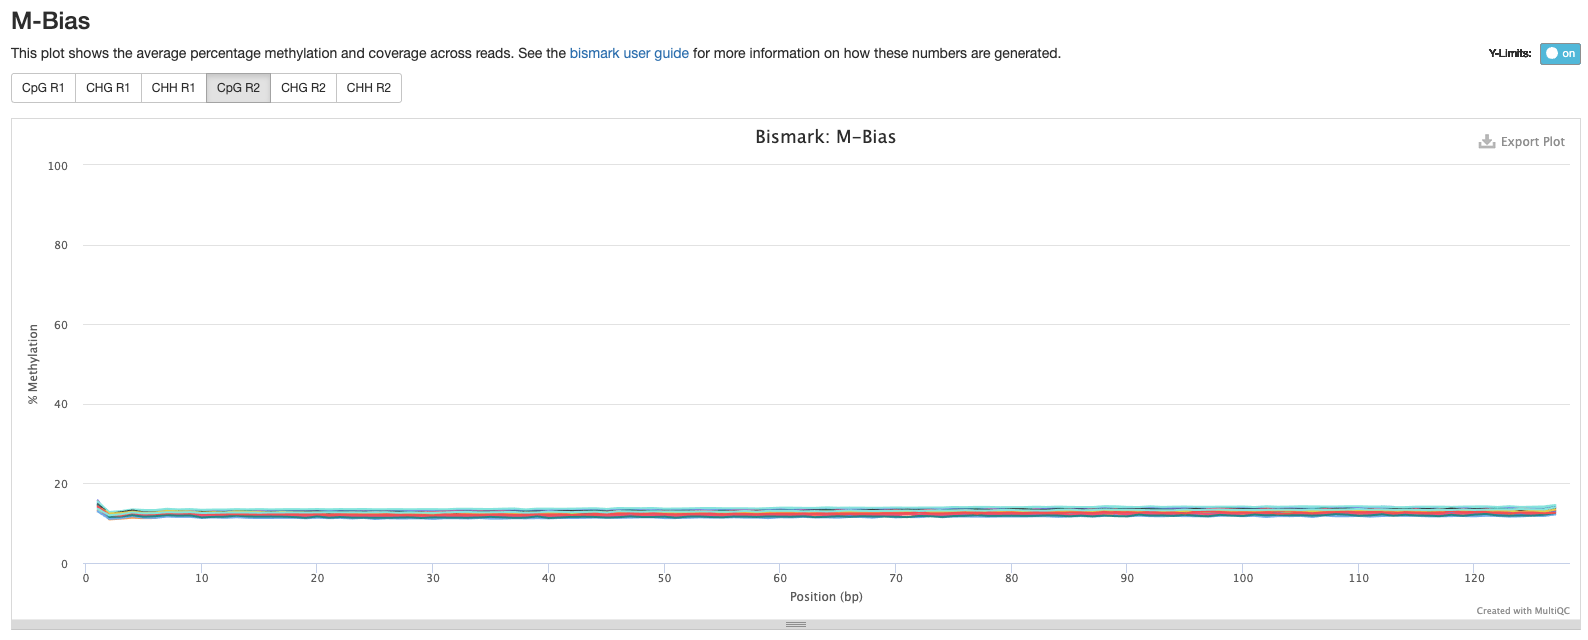 M-Bias
This plot shows the average percentage methylation and coverage across reads. See the bismark user guide for more information on how these numbers are generated.
Y-Limits: on
CpG R1 CHG R1 CHH R1 CpG R2 CHG R2 CHH R2
Bismark: M-Bias
Export Plot
100
80
60
40
20
0
% Methylation
0 10 20 30 40 50 60 70 80 90 100 110 120
Position (bp)
Created with MultiQC